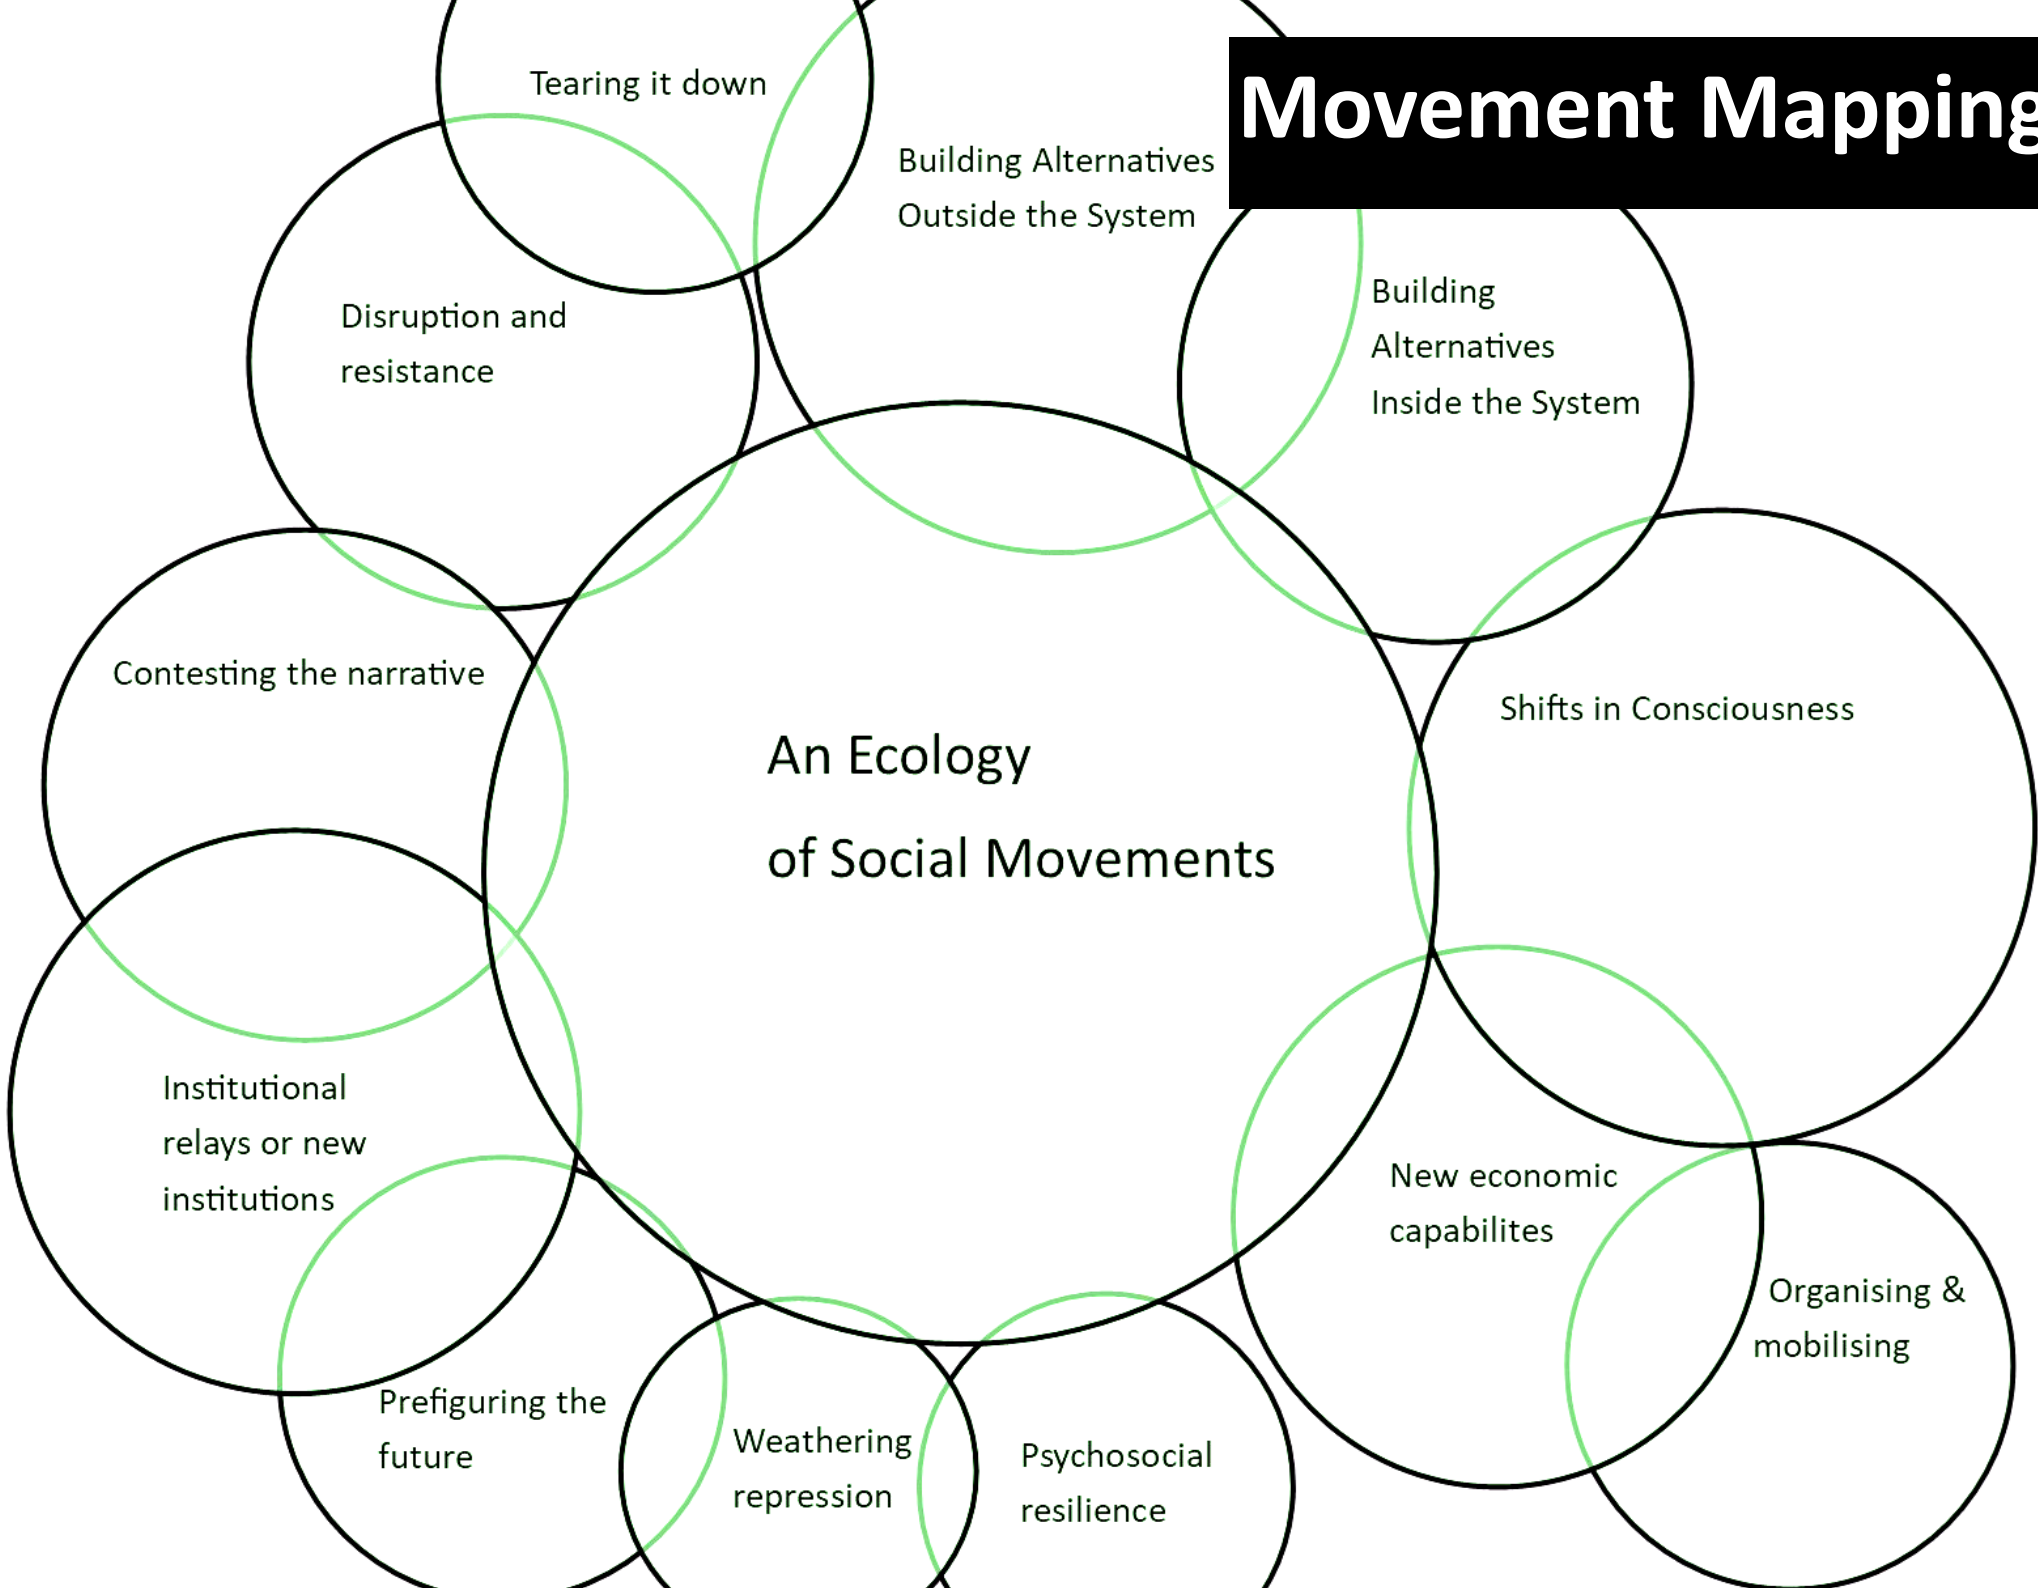 Movement Mapping
Tearing it down
Building Alternatives
Outside the System
Building
Alternatives
Inside the System
Disruption and
resistance
Contesting the narrative
Shifts in Consciousness
An Ecology
of Social Movements
Institutional
relays or new
institutions
New economic
capabilites
Organising &
mobilising
Prefiguring the
future
Weathering
repression
Psychosocial
resilience